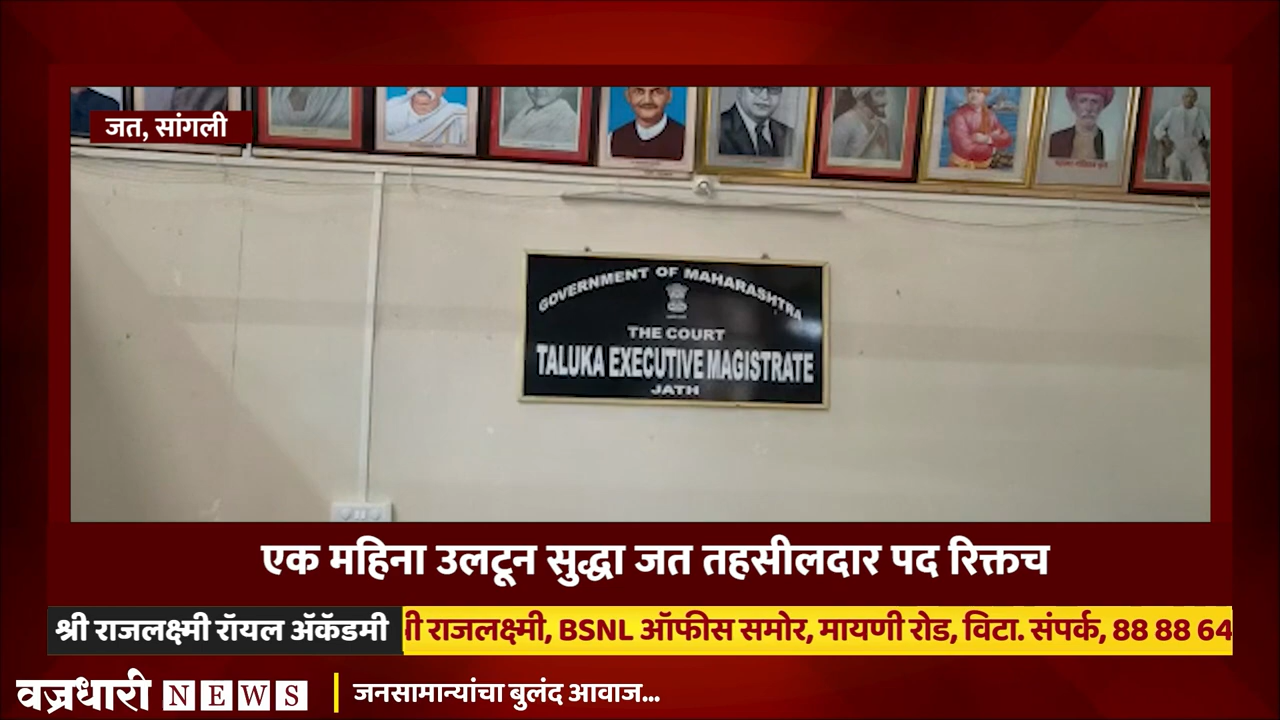 जत, सांगली
GOVERNMENT OF MAHARASHTRA
THE COURT
TALUKA EXECUTIVE MAGISTRATE
JATH
एक महिना उलटून सुद्धा जत तहसीलदार पद रिक्तच
श्री राजलक्ष्मी रॉयल ॲकॅडमी
राजलक्ष्मी, BSNL ऑफीस समोर, मायणी रोड, विटा. संपर्क, 88 88 64
वज्रधारी NEWS
जनसामान्यांचा बुलंद आवाज...